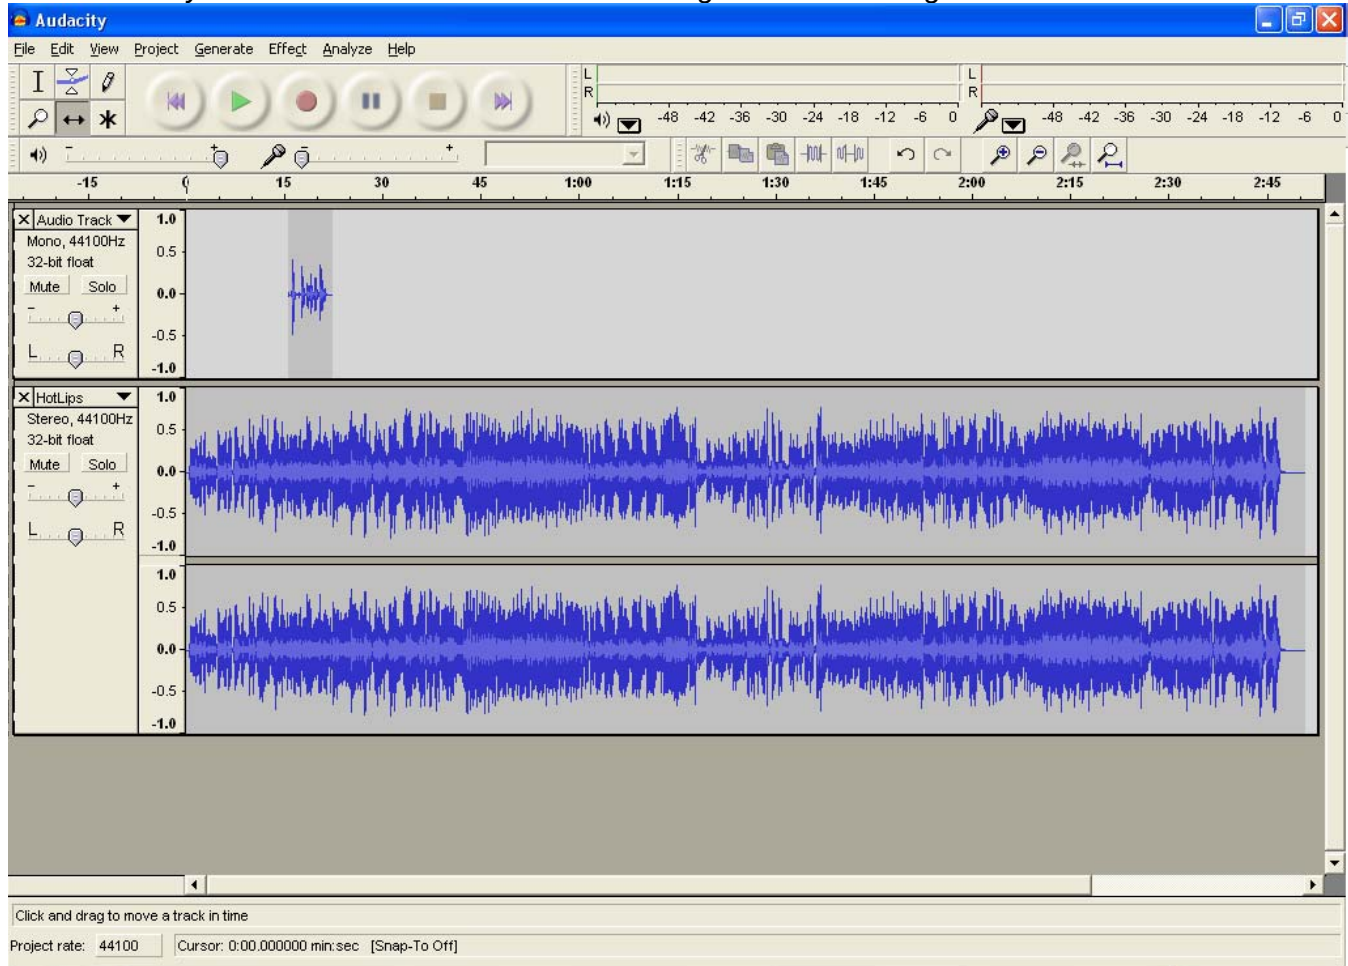 Audacity
File Edit View Project Generate Effect Analyze Help
L
R
-48 -42 -36 -30 -24 -18 -12 -6 0
L
R
-48 -42 -36 -30 -24 -18 -12 -6 0
- + - +
-15 0 15 30 45 1:00 1:15 1:30 1:45 2:00 2:15 2:30 2:45
X Audio Track
Mono, 44100Hz
32-bit float
Mute Solo
- +
L R
1.0
0.5
0.0
-0.5
-1.0
X HotLips
Stereo, 44100Hz
32-bit float
Mute Solo
- +
L R
1.0
0.5
0.0
-0.5
-1.0
1.0
0.5
0.0
-0.5
-1.0
Click and drag to move a track in time
Project rate: 44100 Cursor: 0:00.000000 min:sec [Snap-To Off]